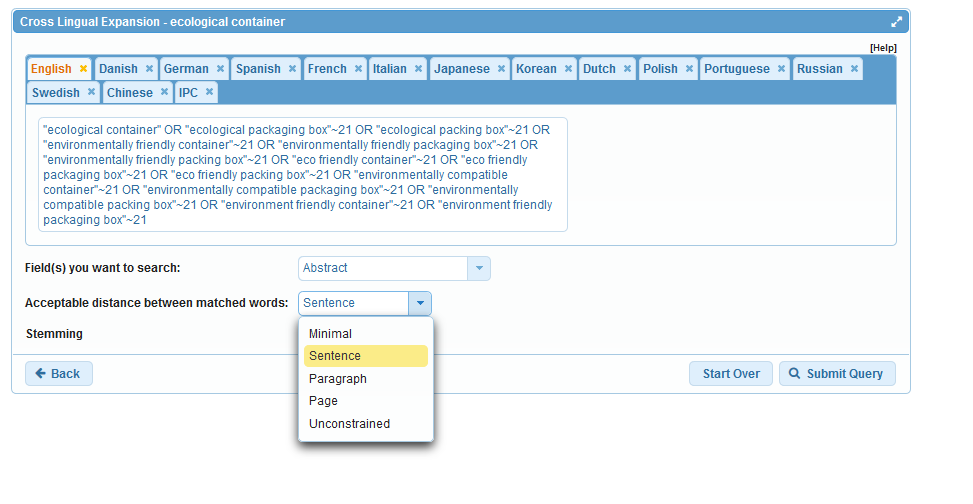 Cross Lingual Expansion - ecological container
[Help]
English Danish German Spanish French Italian Japanese Korean Dutch Polish Portuguese Russian
Swedish Chinese IPC
"ecological container" OR "ecological packaging box"~21 OR "ecological packing box"~21 OR
"environmentally friendly container"~21 OR "environmentally friendly packaging box"~21 OR
"environmentally friendly packing box"~21 OR "eco friendly container"~21 OR "eco friendly
packaging box"~21 OR "eco friendly packing box"~21 OR "environmentally compatible
container"~21 OR "environmentally compatible packaging box"~21 OR "environmentally
compatible packing box"~21 OR "environment friendly container"~21 OR "environment friendly
packaging box"~21
Field(s) you want to search: Abstract
Acceptable distance between matched words: Sentence
Stemming
Minimal
Sentence
Paragraph
Page
Unconstrained
Back Start Over Submit Query